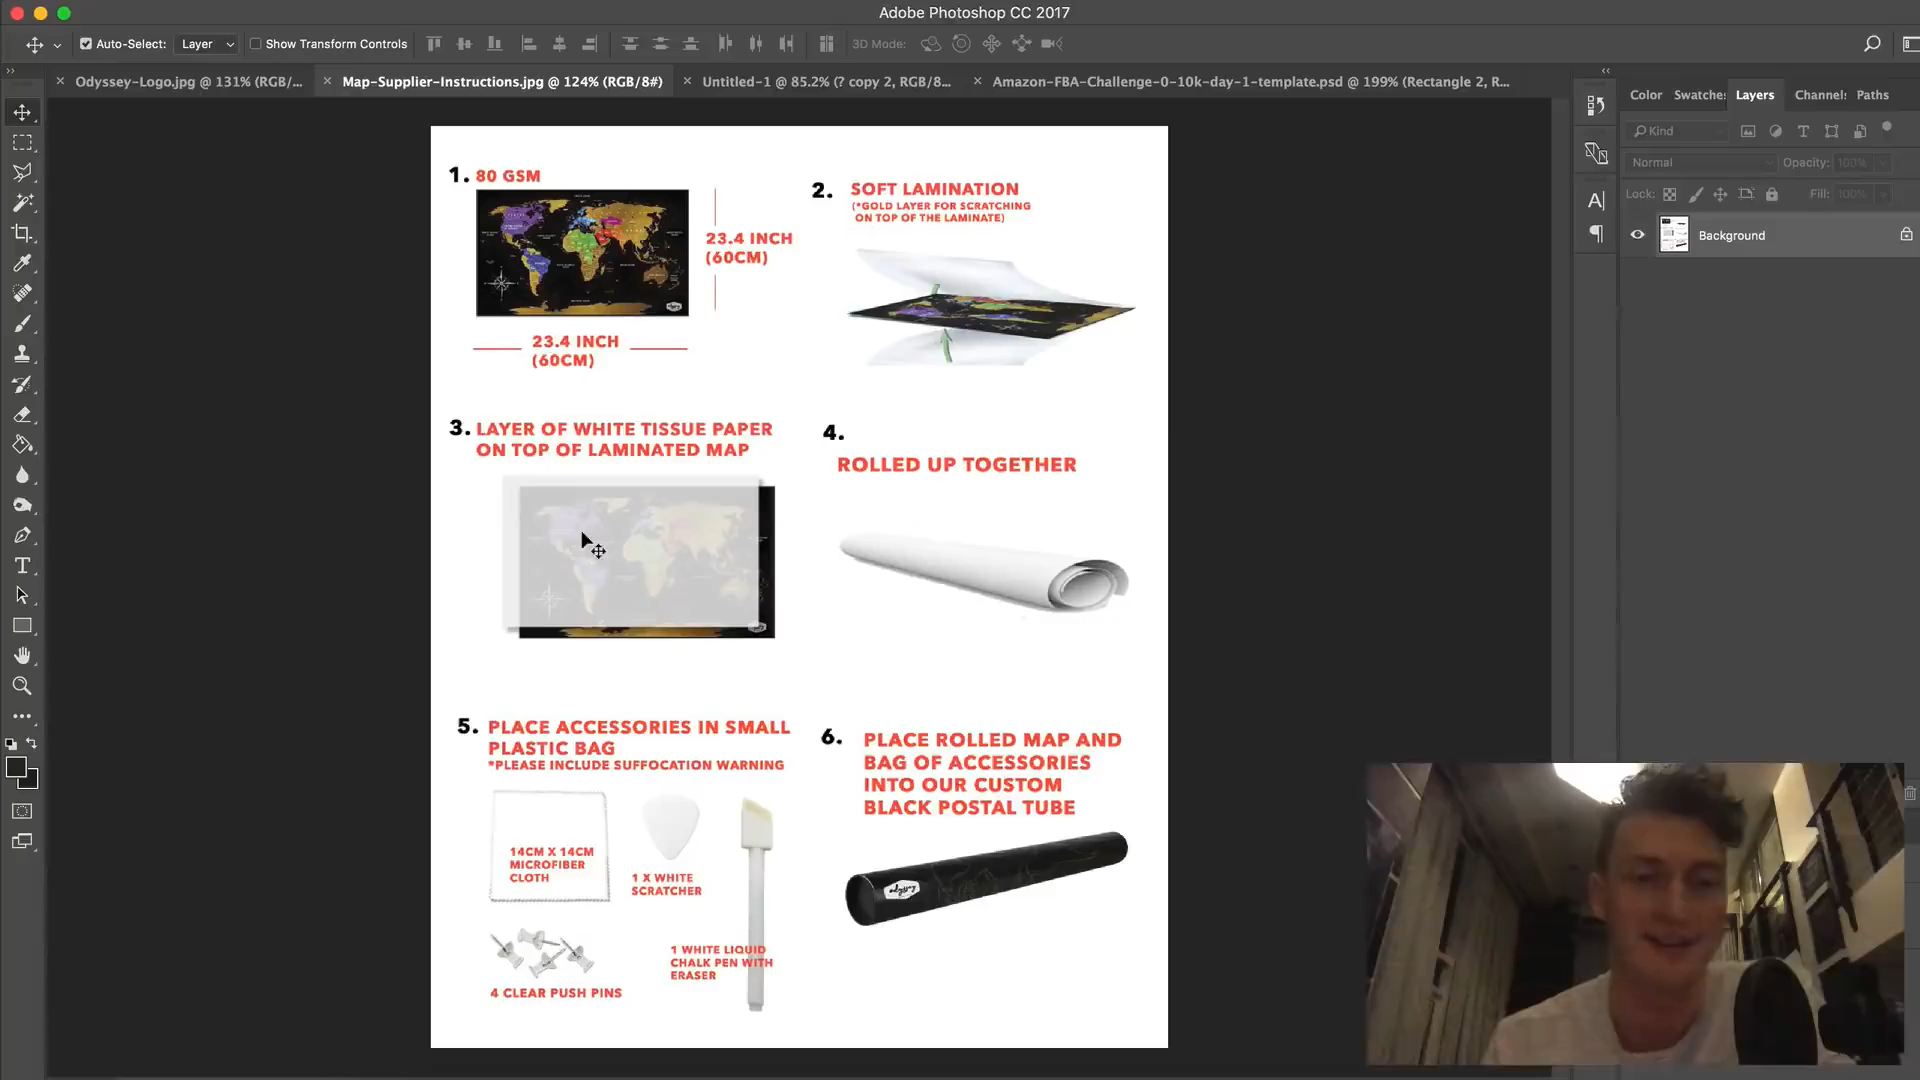 Adobe Photoshop CC 2017
Auto-Select: Layer Show Transform Controls 3D Mode:
Odyssey-Logo.jpg @ 131% (RGB/...
Map-Supplier-Instructions.jpg @ 124% (RGB/8#)
Untitled-1 @ 85.2% (? copy 2, RGB/8...
Amazon-FBA-Challenge-0-10k-day-1-template.psd @ 199% (Rectangle 2, R...
Color Swatches Layers Channels Paths
Kind
Normal Opacity: 100%
Lock: Fill: 100%
Background
1. 80 GSM
23.4 INCH
(60CM)
23.4 INCH
(60CM)
2. SOFT LAMINATION
(*GOLD LAYER FOR SCRATCHING
ON TOP OF THE LAMINATE)
3. LAYER OF WHITE TISSUE PAPER
ON TOP OF LAMINATED MAP
4.
ROLLED UP TOGETHER
5. PLACE ACCESSORIES IN SMALL
PLASTIC BAG
*PLEASE INCLUDE SUFFOCATION WARNING
14CM X 14CM
MICROFIBER
CLOTH
1 X WHITE
SCRATCHER
1 WHITE LIQUID
CHALK PEN WITH
ERASER
4 CLEAR PUSH PINS
6. PLACE ROLLED MAP AND
BAG OF ACCESSORIES
INTO OUR CUSTOM
BLACK POSTAL TUBE